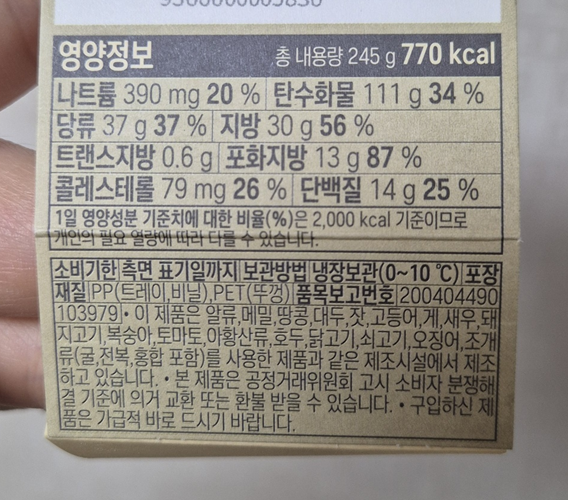 영양정보 총 내용량 245 g 770 kcal
나트륨 390 mg 20 % 탄수화물 111 g 34 %
당류 37 g 37 % 지방 30 g 56 %
트랜스지방 0.6 g 포화지방 13 g 87 %
콜레스테롤 79 mg 26 % 단백질 14 g 25 %
1일 영양성분 기준치에 대한 비율(%)은 2,000 kcal 기준이므로
개인의 필요 열량에 따라 다를 수 있습니다.
소비기한 측면 표기일까지 보관방법 냉장보관(0~10 ℃) 포장
재질 PP(트레이,비닐),PET(뚜껑) 품목보고번호 200404490
103979 • 이 제품은 알류,메밀,땅콩,대두,잣,고등어,게,새우,돼
지고기,복숭아,토마토,아황산류,호두,닭고기,쇠고기,오징어,조개
류(굴,전복,홍합 포함)를 사용한 제품과 같은 제조시설에서 제조
하고 있습니다. • 본 제품은 공정거래위원회 고시 소비자 분쟁해
결 기준에 의거 교환 또는 환불 받을 수 있습니다. • 구입하신 제
품은 가급적 바로 드시기 바랍니다.